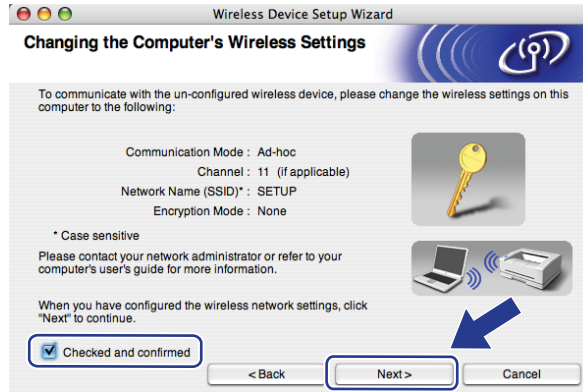 Wireless Device Setup Wizard
Changing the Computer's Wireless Settings
To communicate with the un-configured wireless device, please change the wireless settings on this
computer to the following:
Communication Mode : Ad-hoc
Channel : 11 (if applicable)
Network Name (SSID)* : SETUP
Encryption Mode : None
* Case sensitive
Please contact your network administrator or refer to your
computer's user's guide for more information.
When you have configured the wireless network settings, click
"Next" to continue.
Checked and confirmed
< Back Next > Cancel